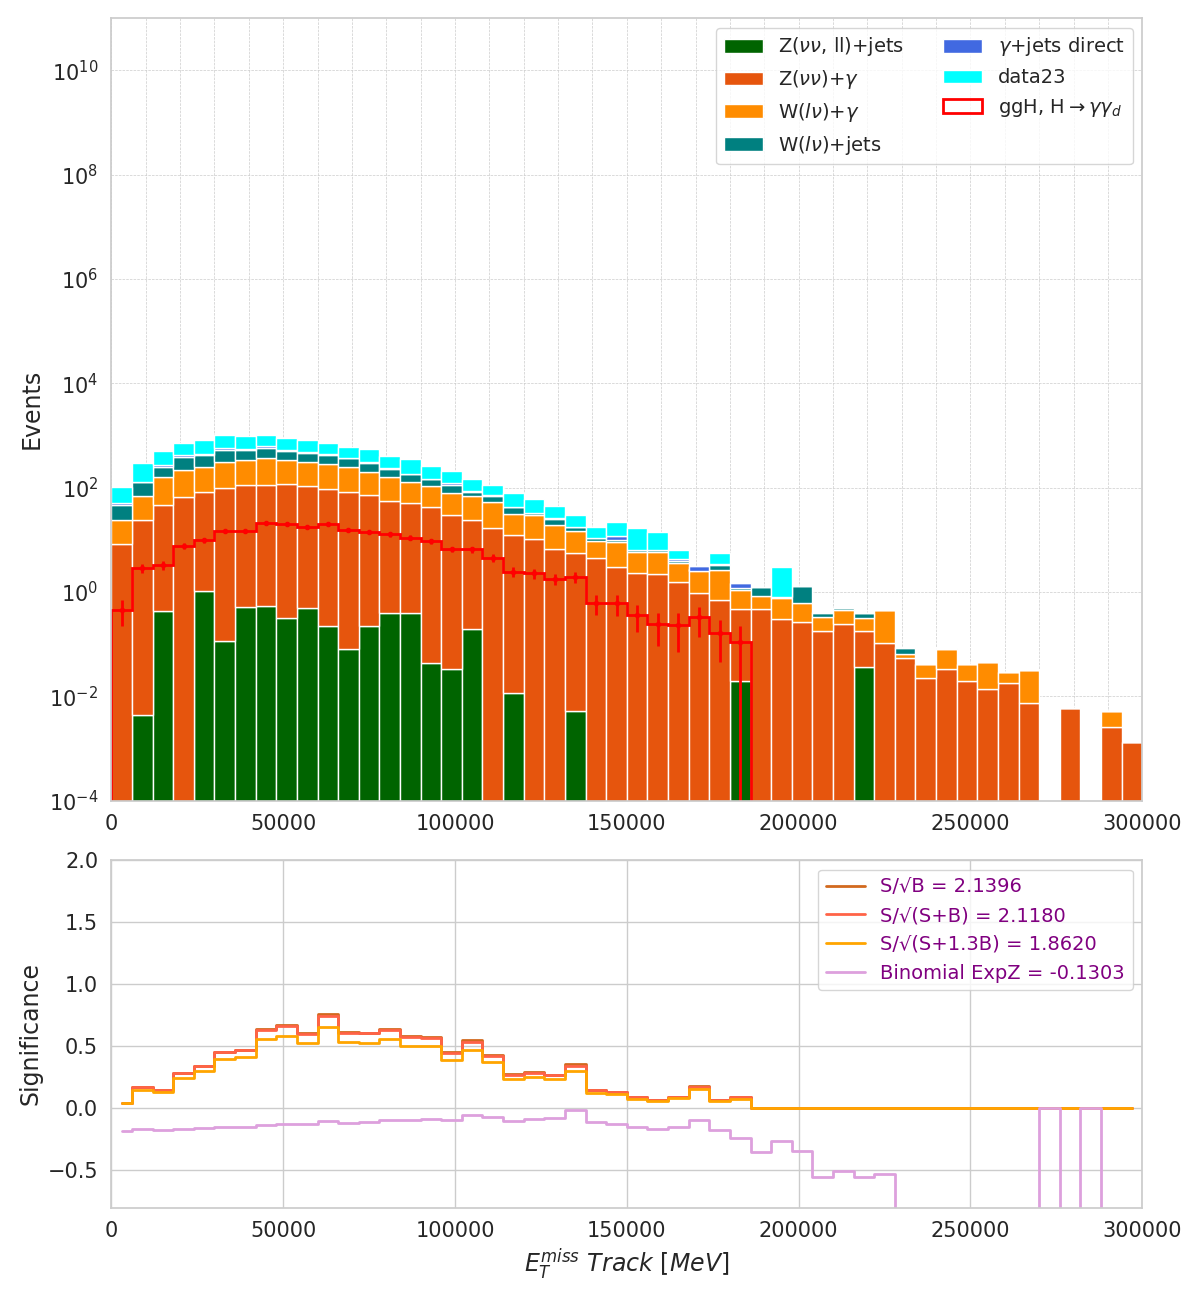 Z(νν, ll)+jets
Z(νν)+γ
W(lν)+γ
W(lν)+jets
γ+jets direct
data23
ggH, H→γγ_d
Events
10^10
10^8
10^6
10^4
10^2
10^0
10^−2
10^−4
0 50000 100000 150000 200000 250000 300000
S/√B = 2.1396
S/√(S+B) = 2.1180
S/√(S+1.3B) = 1.8620
Binomial ExpZ = -0.1303
Significance
2.0
1.5
1.0
0.5
0.0
−0.5
0 50000 100000 150000 200000 250000 300000
E_T^miss Track [MeV]